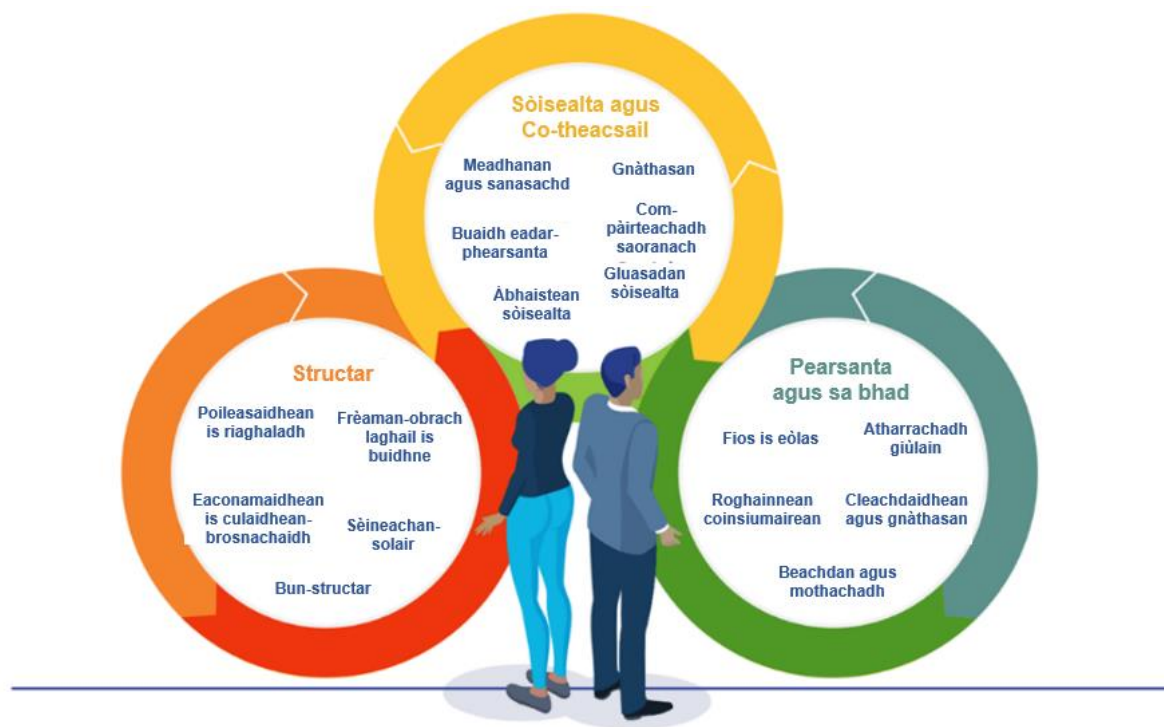 Sòisealta agus
Co-theacsail
Meadhanan
agus sanasachd
Gnàthasan
Buaidh eadar-
phearsanta
Com-
pàirteachadh
saoranach
Àbhaistean
sòisealta
Gluasadan
sòisealta
Structar
Poileasaidhean
is riaghaladh
Frèaman-obrach
laghail is
buidhne
Eaconamaidhean
is culaidhean-
brosnachaidh
Sèineachan-
solair
Bun-structar
Pearsanta
agus sa bhad
Fios is eòlas
Atharrachadh
giùlain
Roghainnean
coinsiumairean
Cleachdaidhean
agus gnàthasan
Beachdan agus
mothachadh